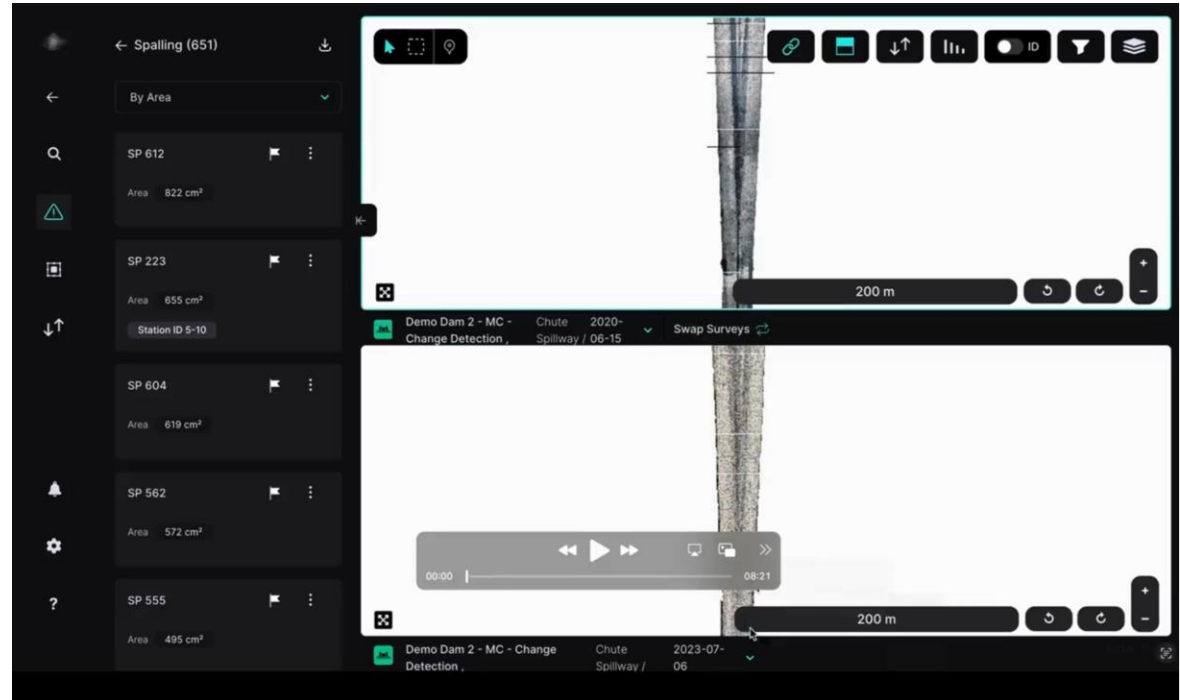 ← Spalling (651)
By Area
SP 612
Area 822 cm²
SP 223
Area 655 cm²
Station ID 5-10
SP 604
Area 619 cm²
SP 562
Area 572 cm²
SP 555
Area 495 cm²
?
ID
200 m
+
−
Demo Dam 2 - MC -
Change Detection ,
Chute
Spillway /
2020-
06-15
Swap Surveys
00:00
08:21
200 m
+
−
Demo Dam 2 - MC - Change
Detection ,
Chute
Spillway /
2023-07-
06